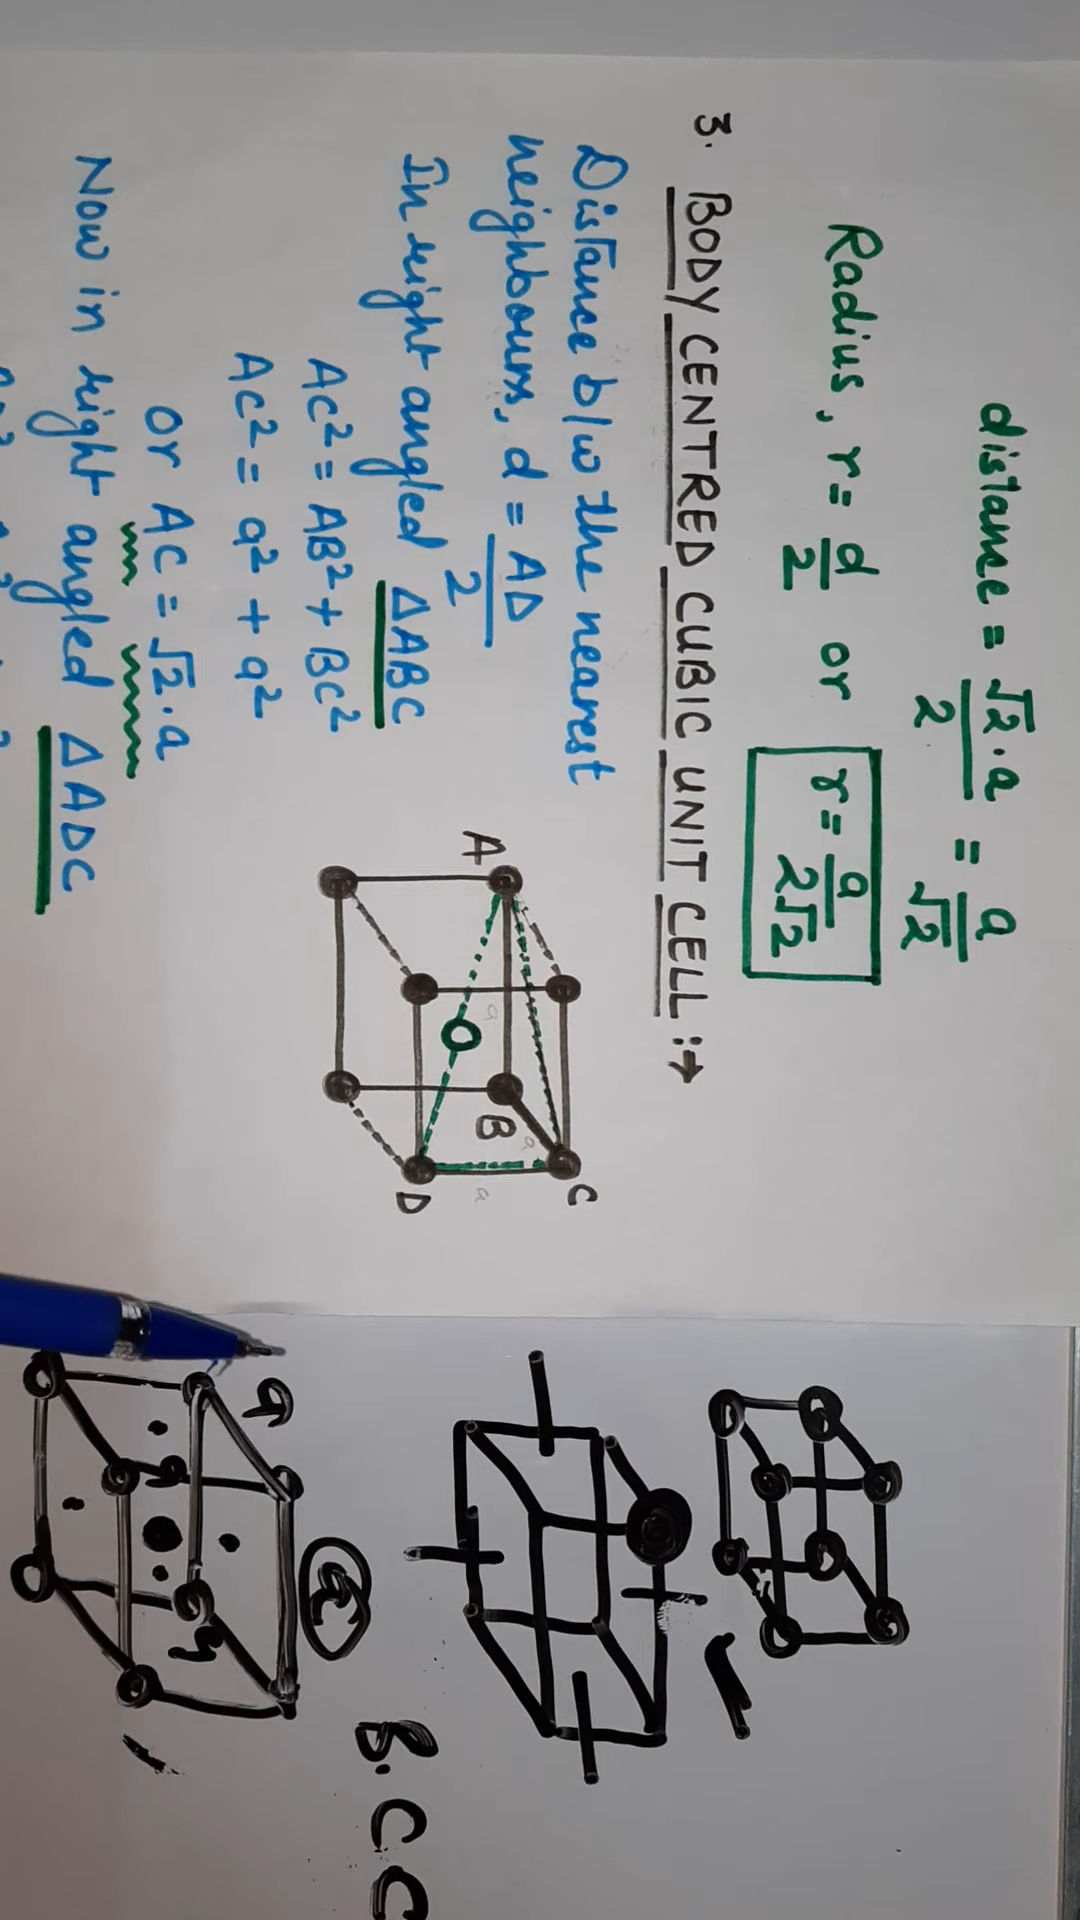 distance = √2.a/2 = a/√2
Radius, r = d/2 or r = a/2√2
3. BODY CENTRED CUBIC UNIT CELL :→
Distance b/w the nearest
neighbours, d = AD/2
In right angled ΔABC
AC² = AB² + BC²
AC² = a² + a²
or AC = √2.a
Now in right angled ΔADC
A
B
C
D
a
a
a
B.C.C